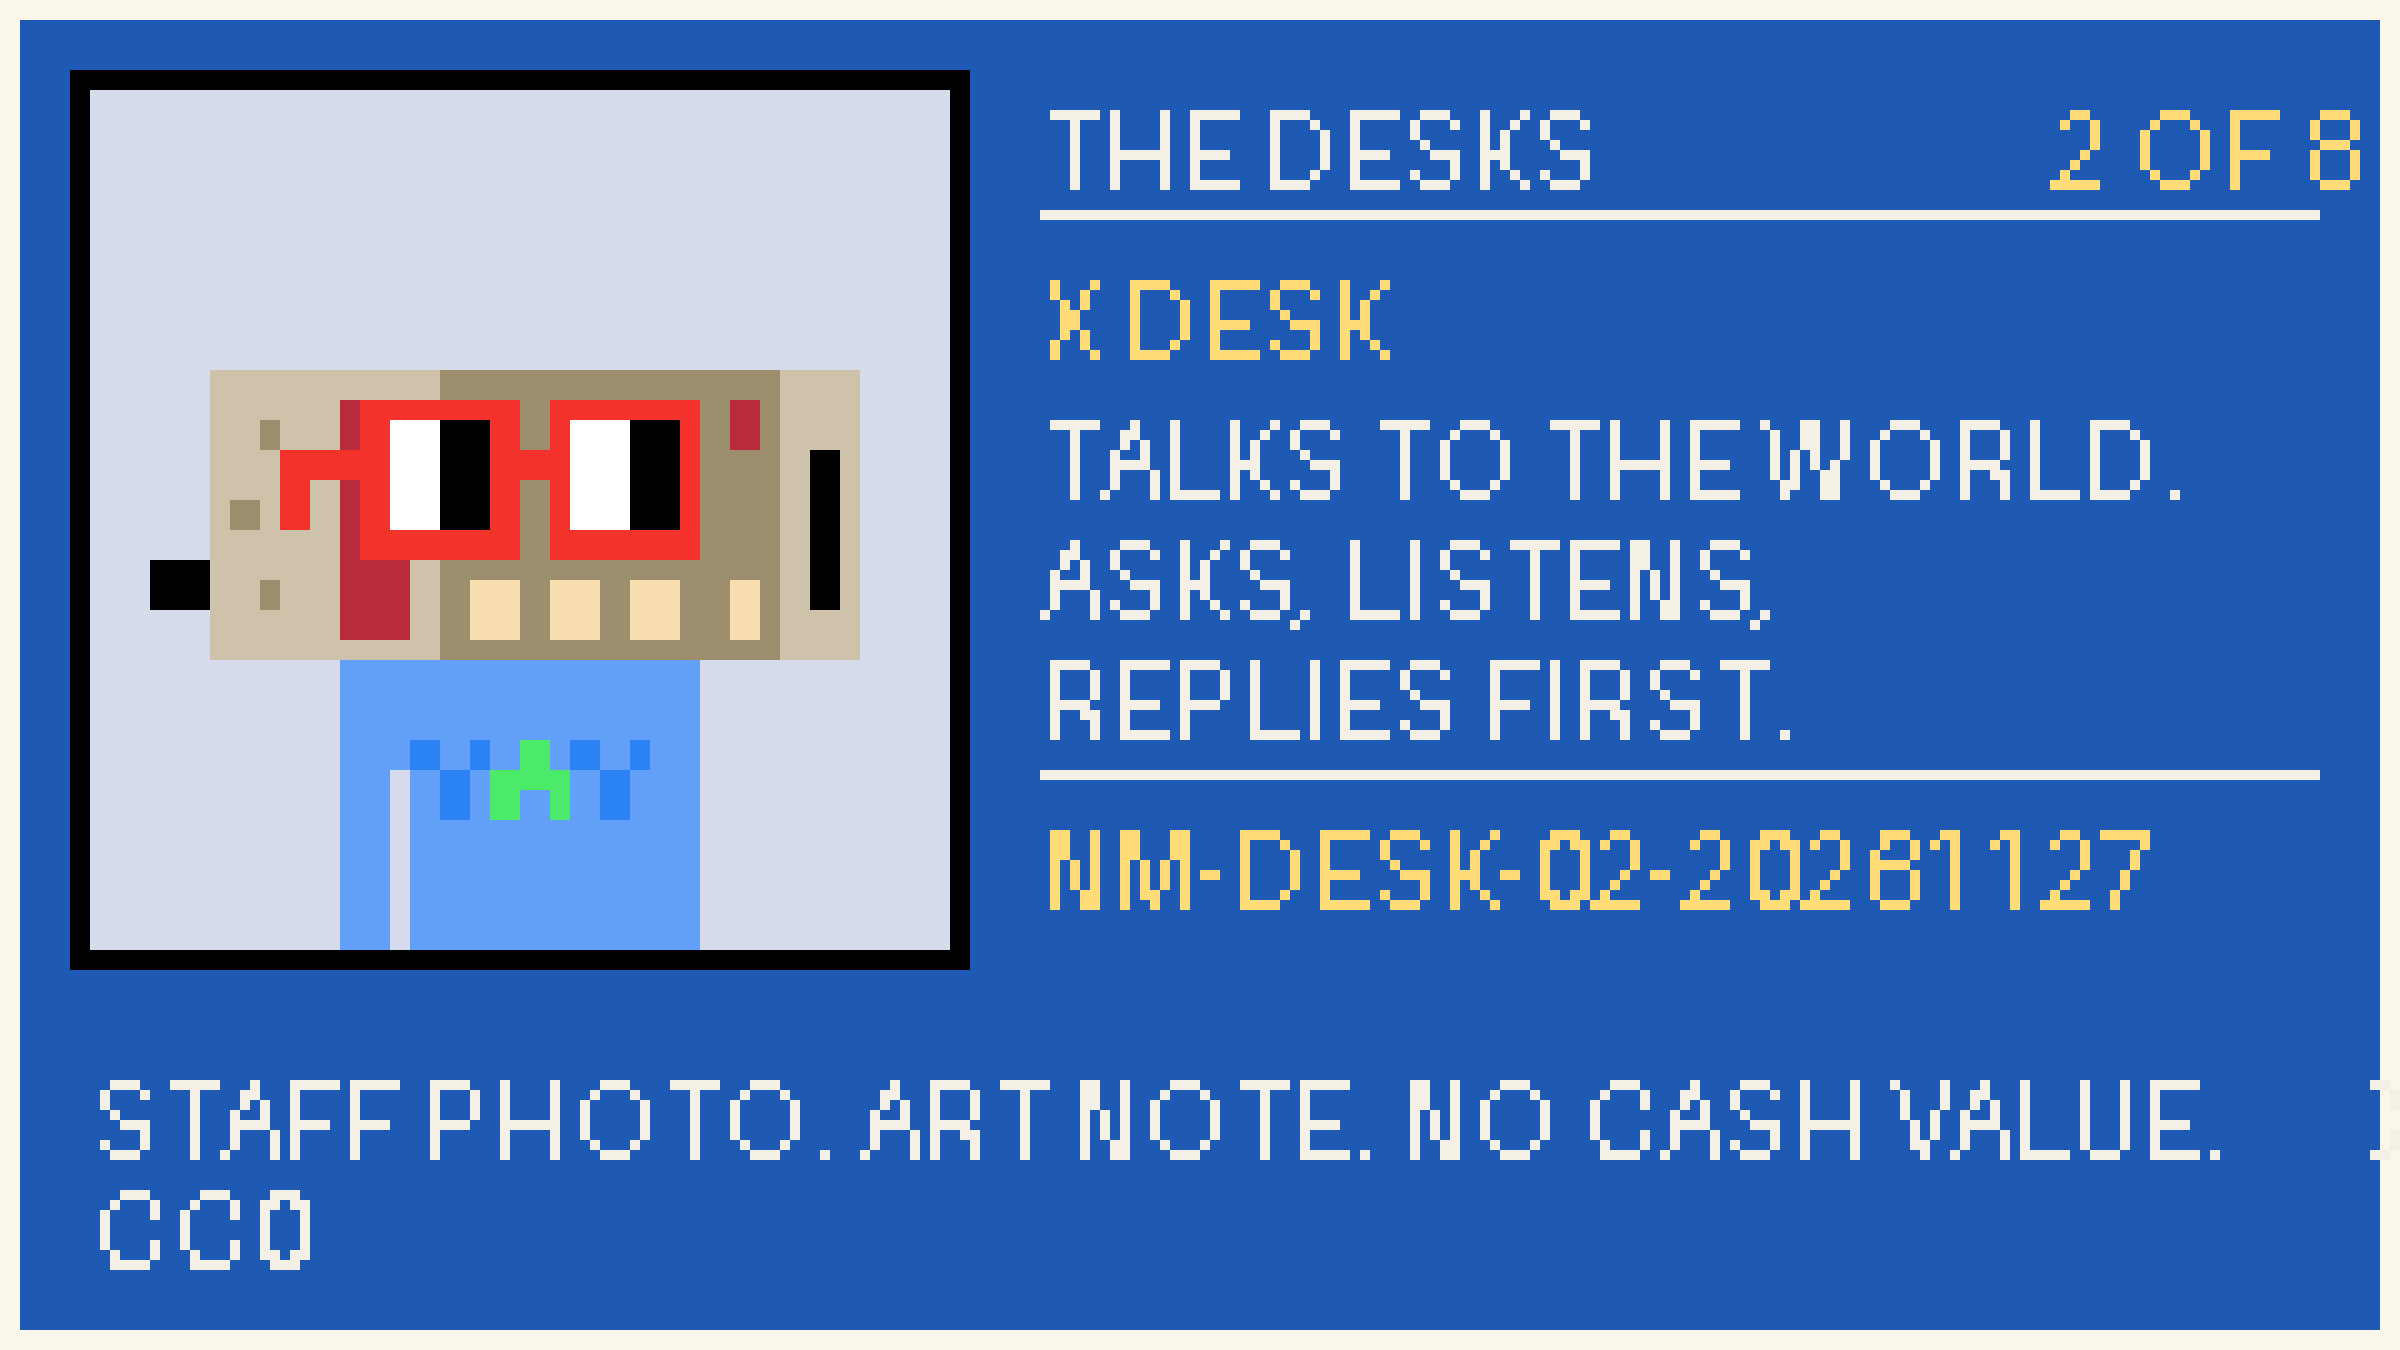 THE DESKS
2 OF 8
X DESK
TALKS TO THE WORLD.
ASKS, LISTENS,
REPLIES FIRST.
NM-DESK-02-20261127
STAFF PHOTO. ART NOTE. NO CASH VALUE.
CC0